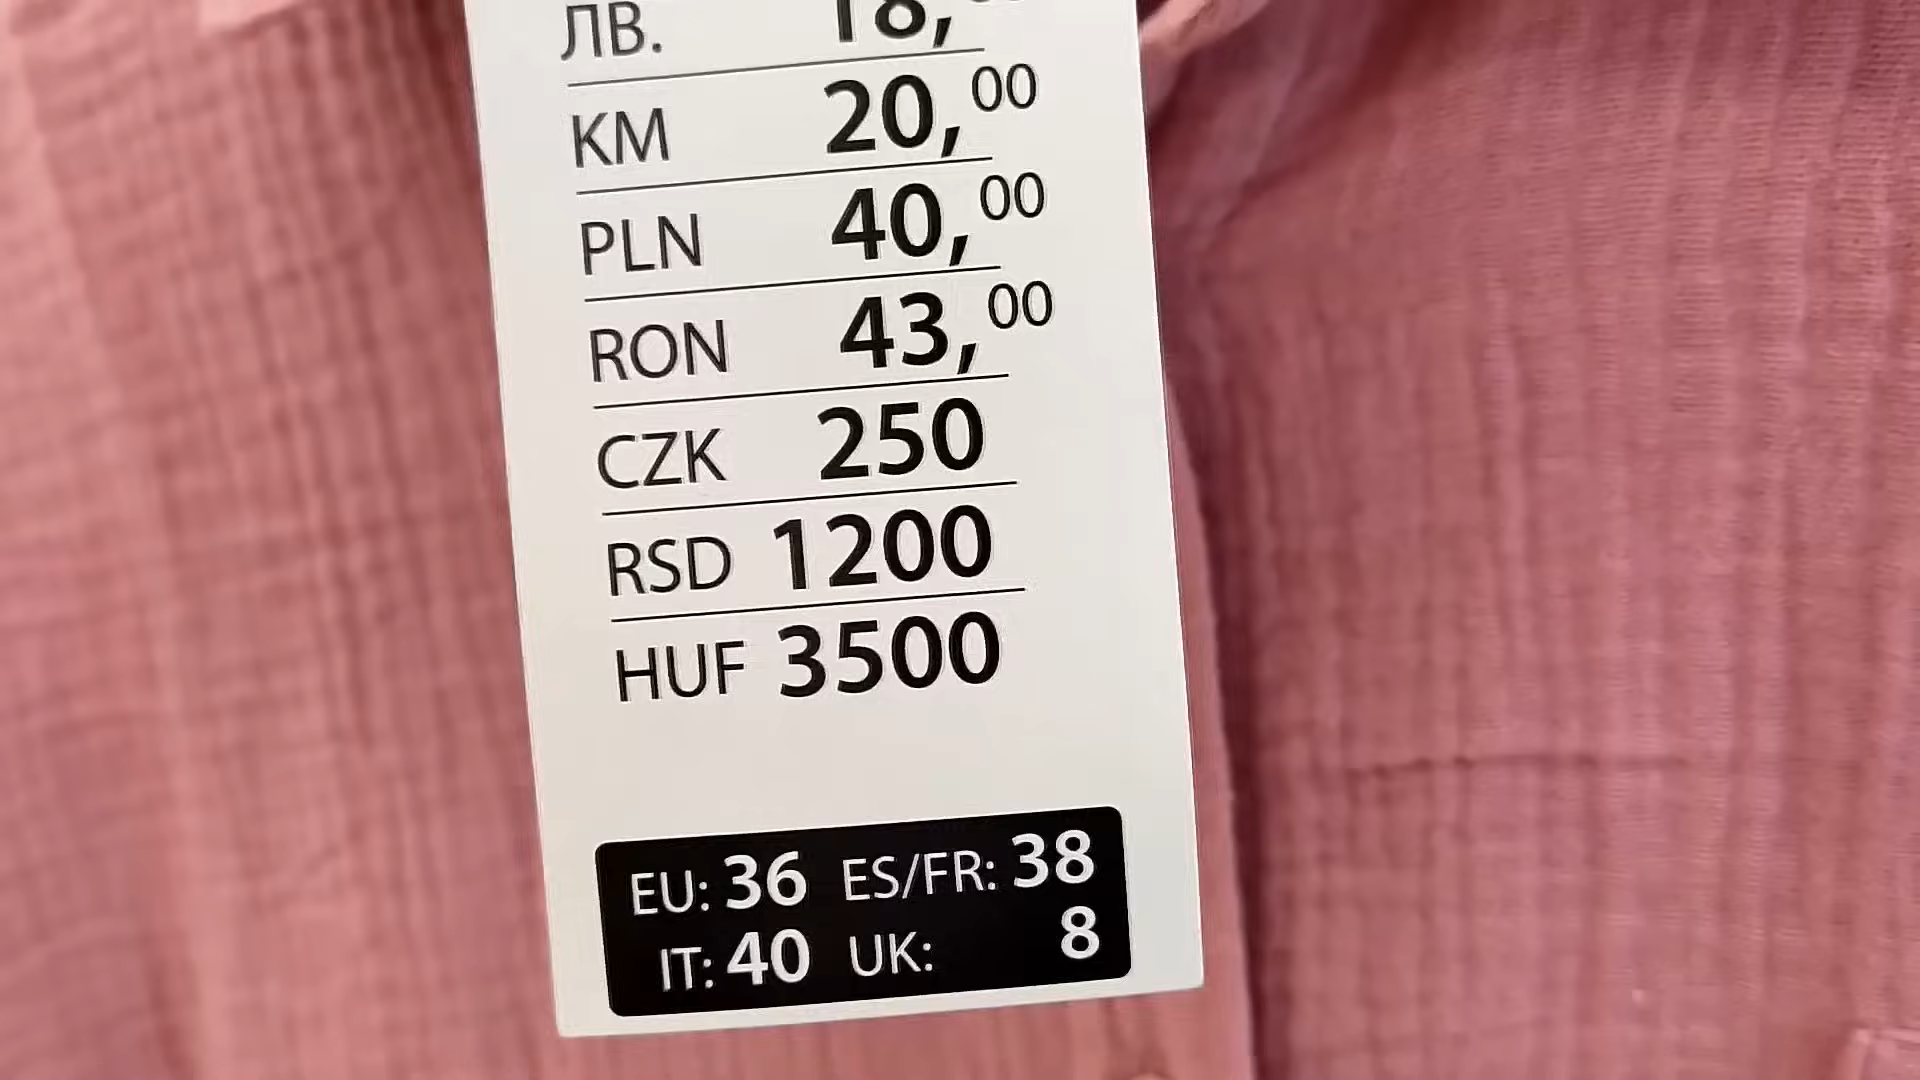 ЛВ. 18,
KM 20,00
PLN 40,00
RON 43,00
CZK 250
RSD 1200
HUF 3500
EU: 36 ES/FR: 38
IT: 40 UK: 8